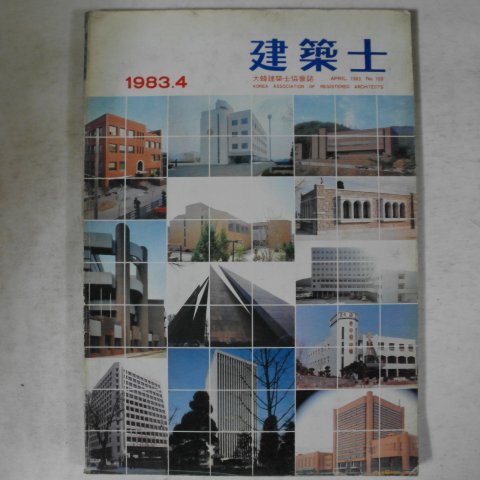 建築士
1983.4
大韓建築士協會誌 APRIL 1983 No
KOREA ASSOCIATION OF REGISTERED ARCHITECTS